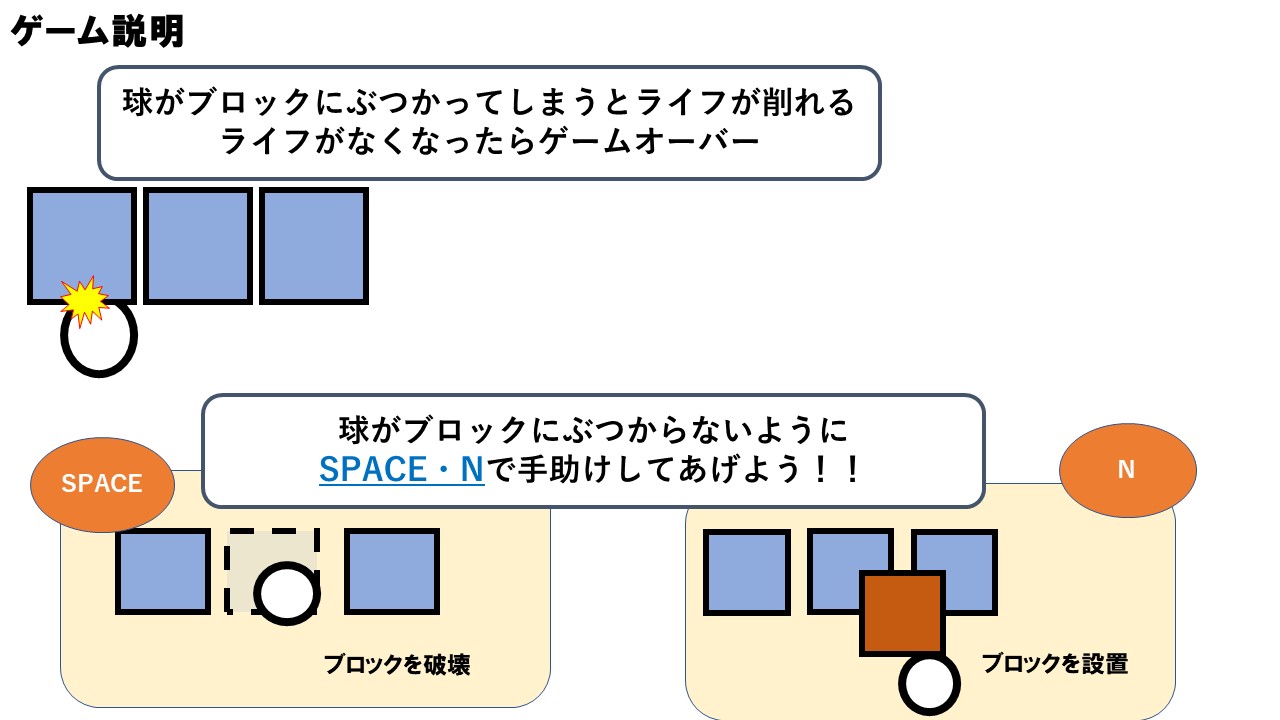 ゲーム説明
球がブロックにぶつかってしまうとライフが削れる
ライフがなくなったらゲームオーバー
球がブロックにぶつからないように
SPACE・Nで手助けしてあげよう！！
SPACE
N
ブロックを破壊
ブロックを設置